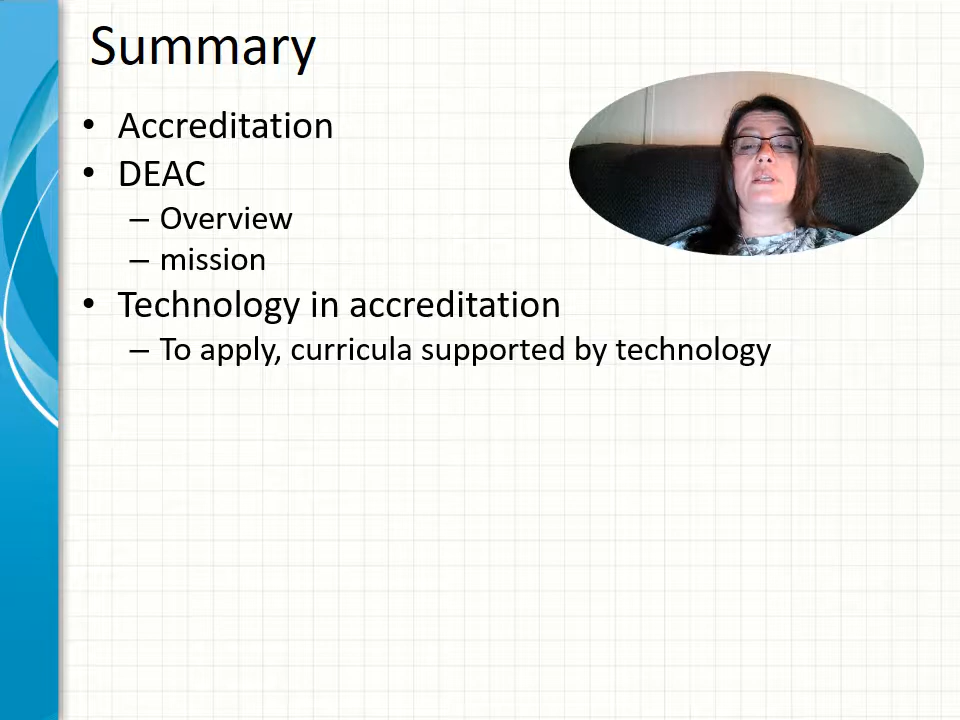 Summary
• Accreditation
• DEAC
– Overview
– mission
• Technology in accreditation
– To apply, curricula supported by technology